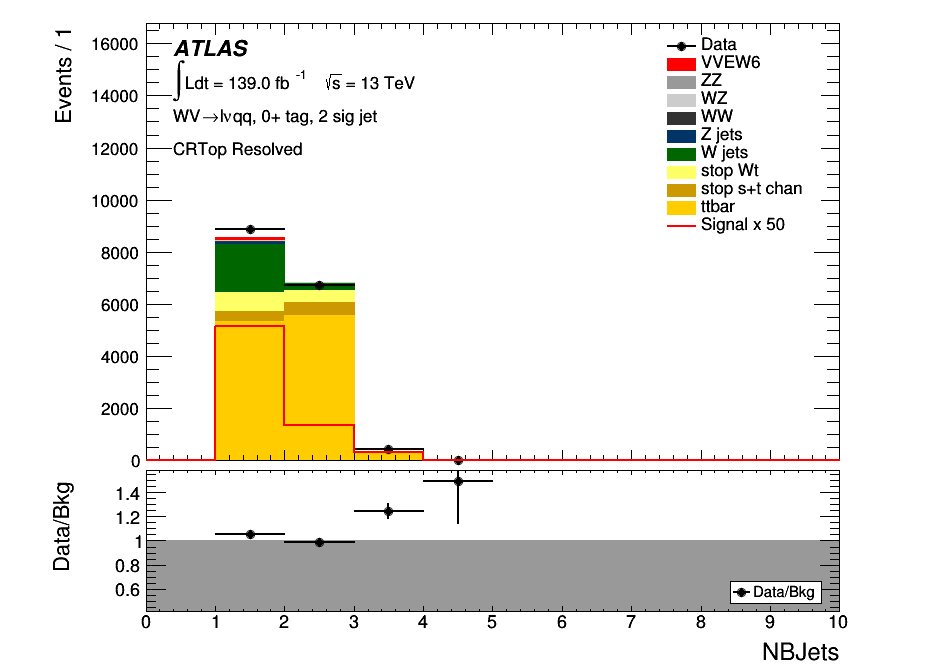 Events / 1
16000
14000
12000
10000
8000
6000
4000
2000
0
ATLAS
∫Ldt = 139.0 fb -1 √s = 13 TeV
WV→lνqq, 0+ tag, 2 sig jet
CRTop Resolved
Data
VVEW6
ZZ
WZ
WW
Z jets
W jets
stop Wt
stop s+t chan
ttbar
Signal x 50
Data/Bkg
1.4
1.2
1
0.8
0.6
Data/Bkg
0 1 2 3 4 5 6 7 8 9 10
NBJets